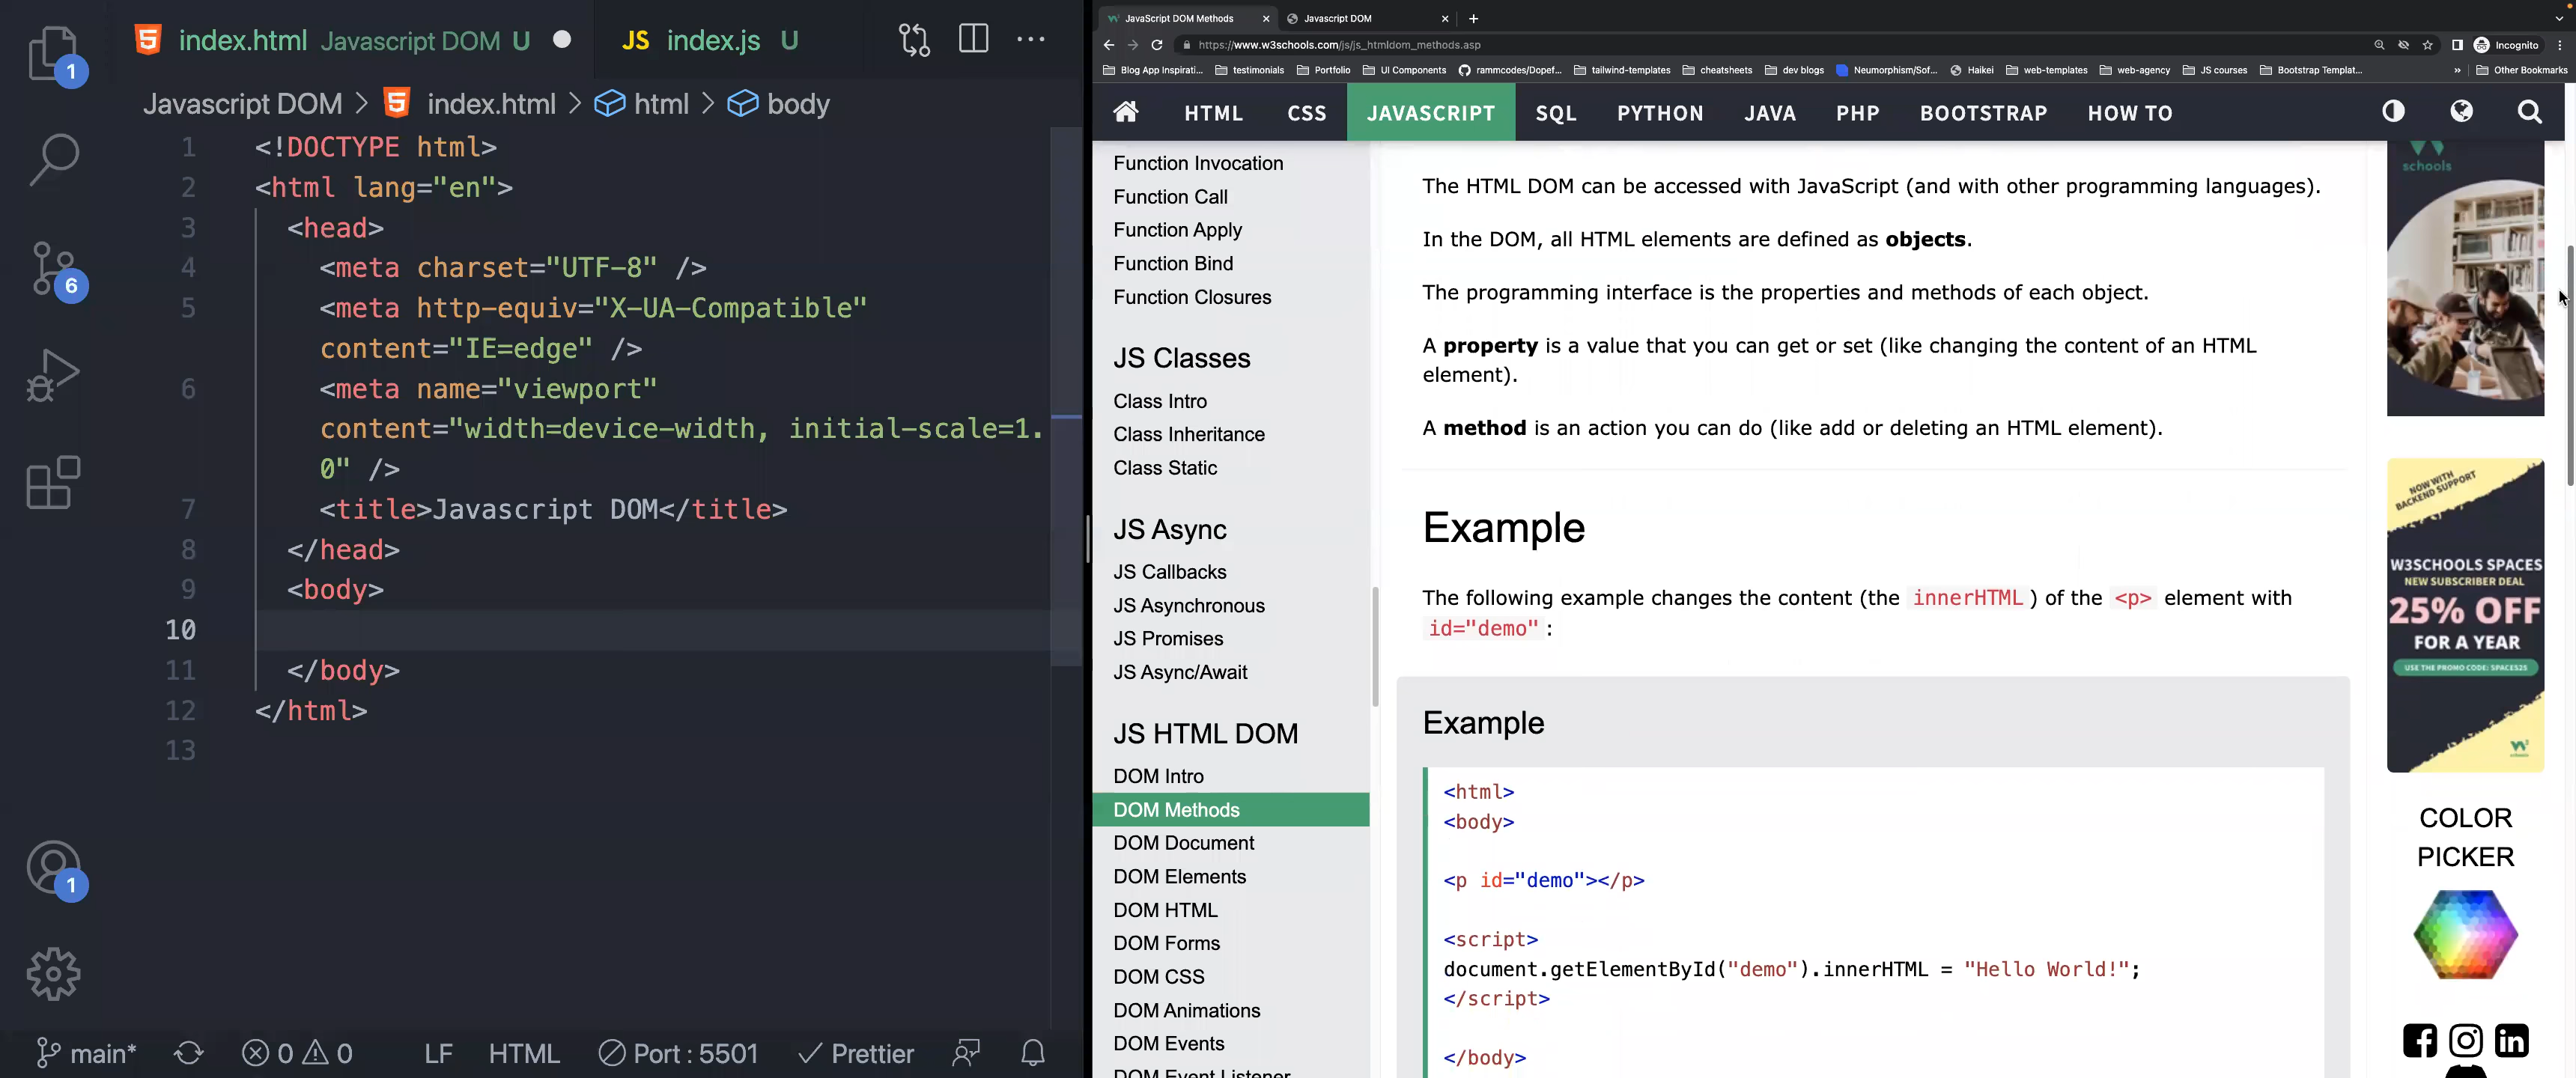 index.html Javascript DOM U
JS index.js U
1
Javascript DOM > index.html > html > body
1 <!DOCTYPE html>
2 <html lang="en">
3 <head>
4 <meta charset="UTF-8" />
5 <meta http-equiv="X-UA-Compatible"
content="IE=edge" />
6 <meta name="viewport"
content="width=device-width, initial-scale=1.
0" />
7 <title>Javascript DOM</title>
8 </head>
9 <body>
10
11 </body>
12 </html>
13
6
1
main* 0 0 LF HTML Port : 5501 Prettier
JavaScript DOM Methods
Javascript DOM
https://www.w3schools.com/js/js_htmldom_methods.asp
Incognito
Blog App Inspirati... testimonials Portfolio UI Components rammcodes/Dopef... tailwind-templates cheatsheets dev blogs Neumorphism/Sof... Haikei web-templates web-agency JS courses Bootstrap Templat... » Other Bookmarks
HTML CSS JAVASCRIPT SQL PYTHON JAVA PHP BOOTSTRAP HOW TO
Function Invocation
Function Call
Function Apply
Function Bind
Function Closures
JS Classes
Class Intro
Class Inheritance
Class Static
JS Async
JS Callbacks
JS Asynchronous
JS Promises
JS Async/Await
JS HTML DOM
DOM Intro
DOM Methods
DOM Document
DOM Elements
DOM HTML
DOM Forms
DOM CSS
DOM Animations
DOM Events
DOM Event Listener
The HTML DOM can be accessed with JavaScript (and with other programming languages).
In the DOM, all HTML elements are defined as objects.
The programming interface is the properties and methods of each object.
A property is a value that you can get or set (like changing the content of an HTML
element).
A method is an action you can do (like add or deleting an HTML element).
Example
The following example changes the content (the innerHTML ) of the <p> element with
id="demo" :
Example
<html>
<body>
<p id="demo"></p>
<script>
document.getElementById("demo").innerHTML = "Hello World!";
</script>
</body>
schools
NOW WITH
BACKEND SUPPORT
W3SCHOOLS SPACES
NEW SUBSCRIBER DEAL
25% OFF
FOR A YEAR
USE THE PROMO CODE: SPACES25
COLOR
PICKER